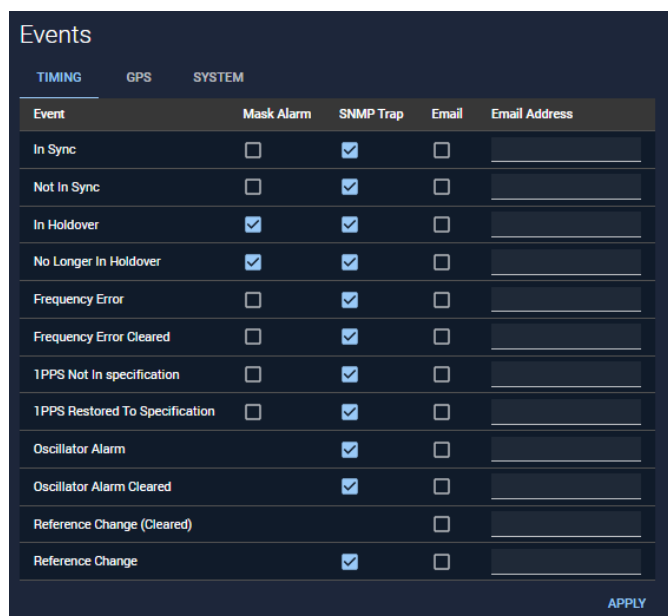 Events
TIMING GPS SYSTEM
Event Mask Alarm SNMP Trap Email Email Address
In Sync
Not In Sync
In Holdover
No Longer In Holdover
Frequency Error
Frequency Error Cleared
1PPS Not In specification
1PPS Restored To Specification
Oscillator Alarm
Oscillator Alarm Cleared
Reference Change (Cleared)
Reference Change
APPLY